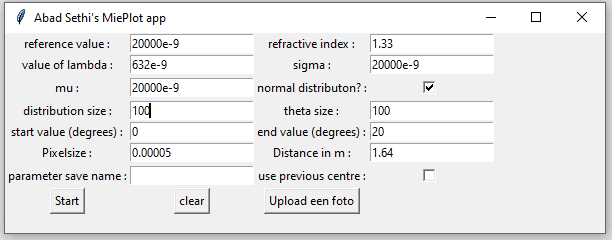 Abad Sethi's MiePlot app
reference value : 20000e-9 refractive index : 1.33
value of lambda : 632e-9 sigma : 20000e-9
mu : 20000e-9 normal distributon? :
distribution size : 100 theta size : 100
start value (degrees) : 0 end value (degrees) : 20
Pixelsize : 0.00005 Distance in m : 1.64
parameter save name : use previous centre :
Start clear Upload een foto